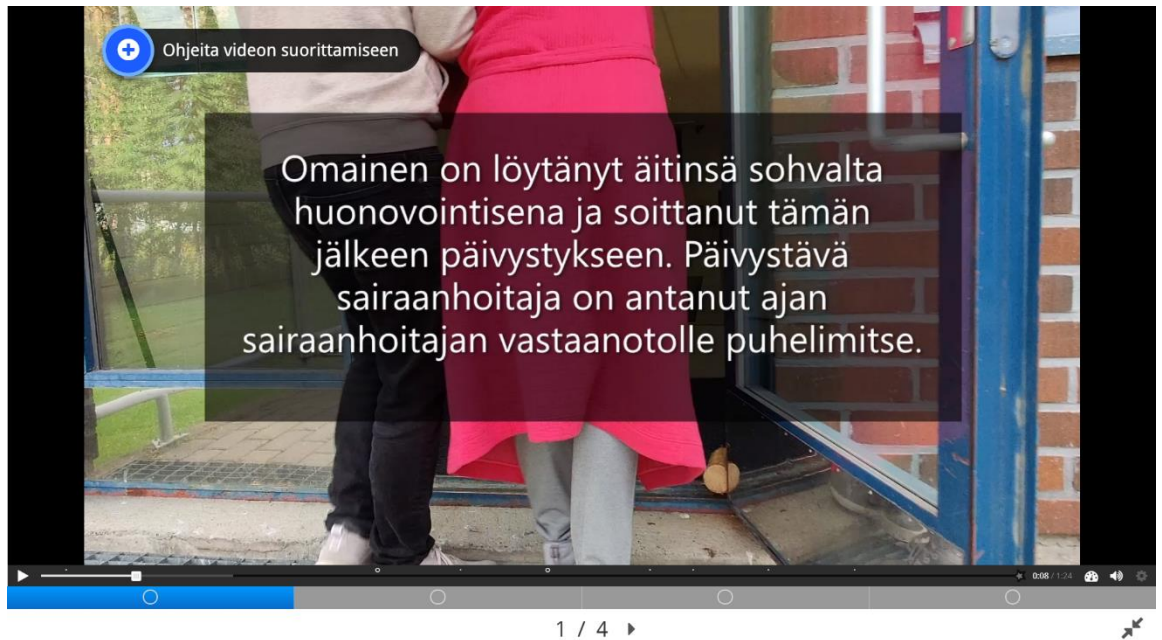 Ohjeita videon suorittamiseen
Omainen on löytänyt äitinsä sohvalta
huonovointisena ja soittanut tämän
jälkeen päivystykseen. Päivystävä
sairaanhoitaja on antanut ajan
sairaanhoitajan vastaanotolle puhelimitse.
0:08 / 1:24
1 / 4